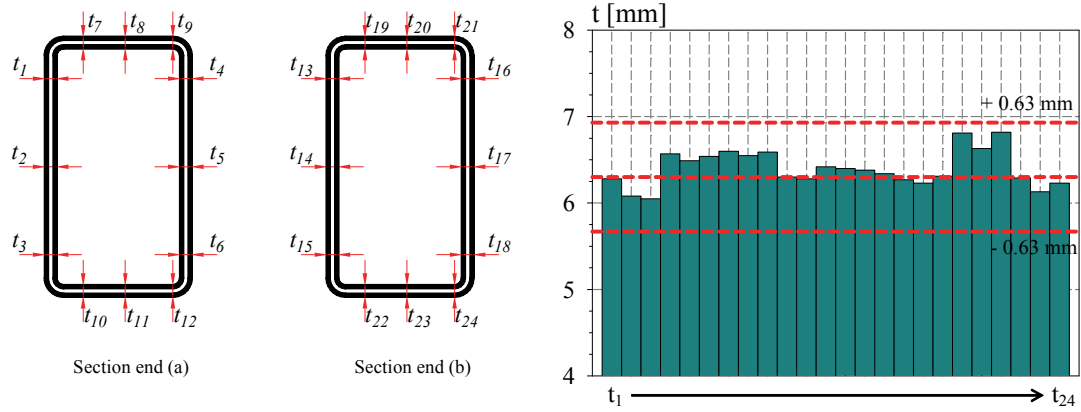 t7 t8 t9
t1 t4
t2 t5
t3 t6
t10 t11 t12
Section end (a)
t19 t20 t21
t13 t16
t14 t17
t15 t18
t22 t23 t24
Section end (b)
t [mm]
8
7
6
5
4
+ 0.63 mm
- 0.63 mm
t1 t24